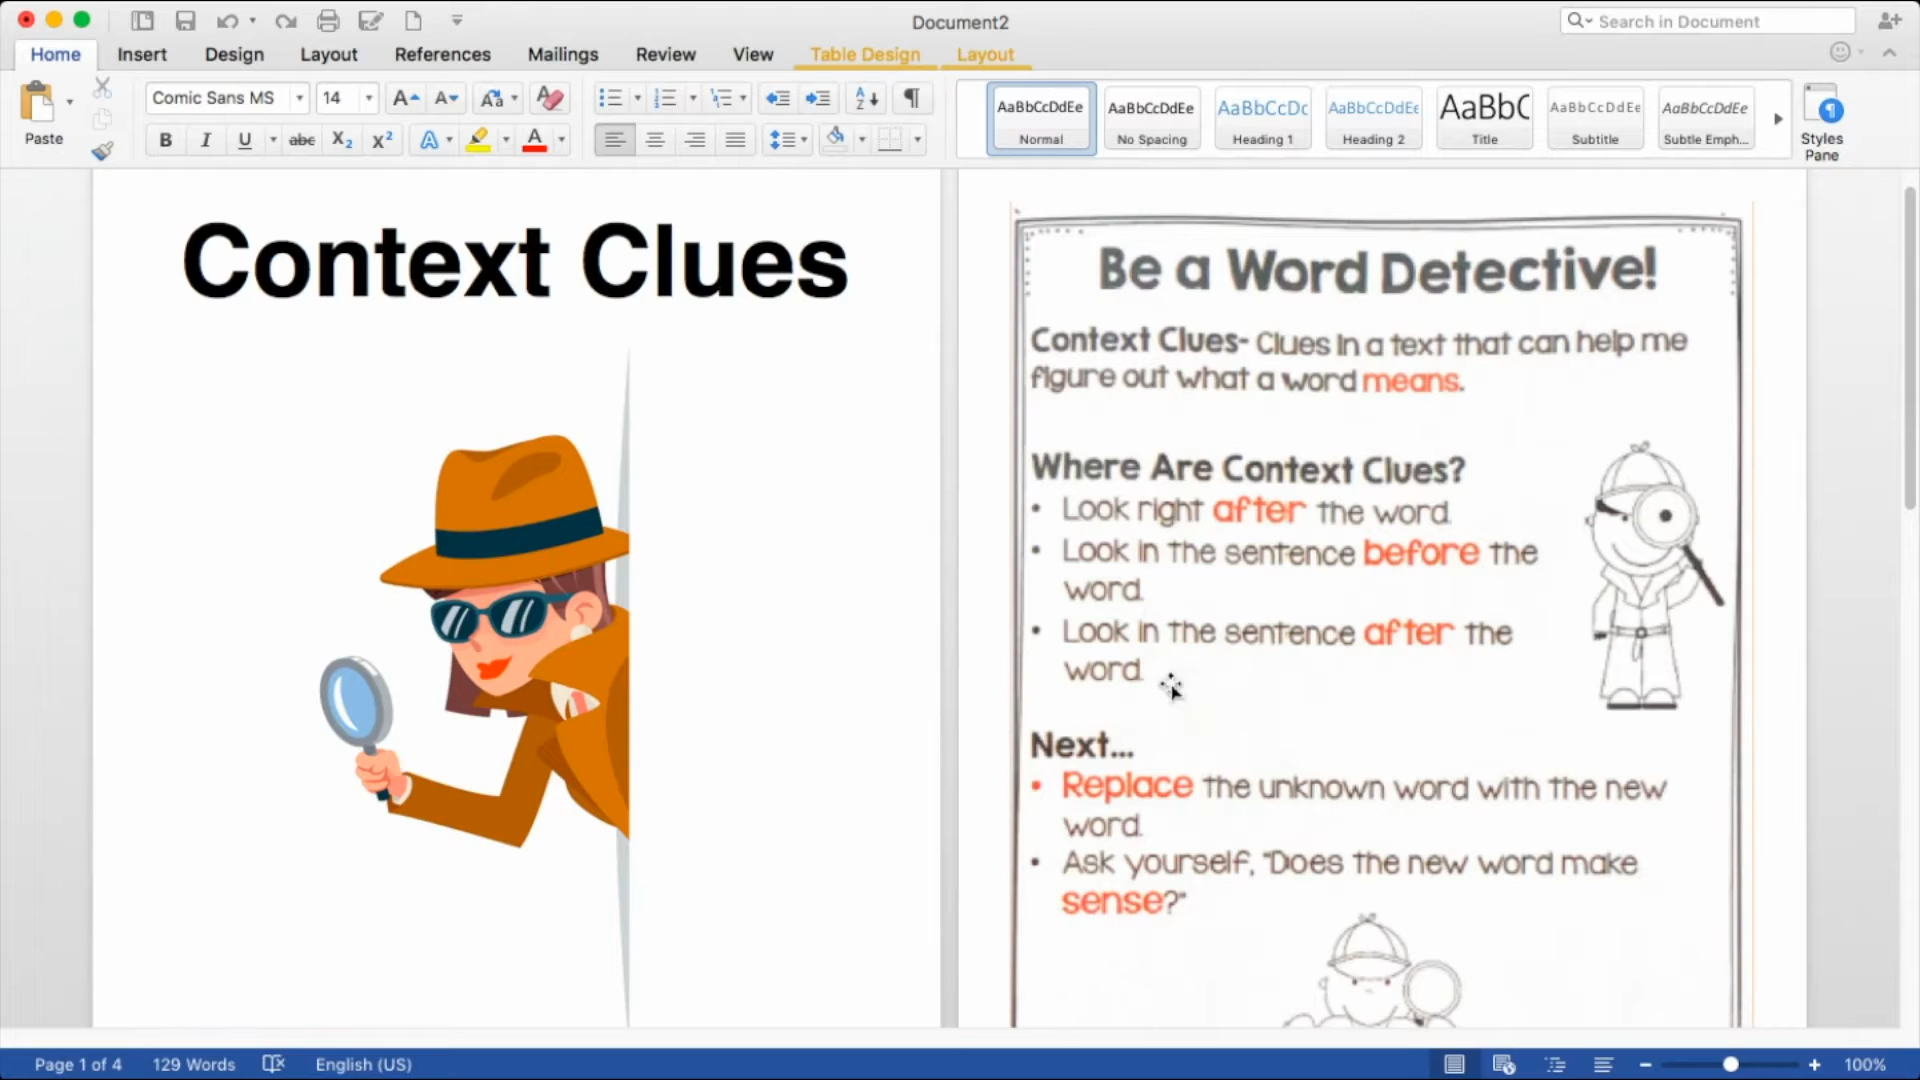 Document2
Search in Document
Home Insert Design Layout References Mailings Review View Table Design Layout
Paste
Comic Sans MS 14
AaBbCcDdEe AaBbCcDdEe AaBbCcDc AaBbCcDdEe AaBbC AaBbCcDdEe AaBbCcDdEe
Normal No Spacing Heading 1 Heading 2 Title Subtitle Subtle Emph...
Styles
Pane
Context Clues
Be a Word Detective!
Context Clues- Clues in a text that can help me
figure out what a word means.
Where Are Context Clues?
• Look right after the word.
• Look in the sentence before the
word.
• Look in the sentence after the
word.
Next...
• Replace the unknown word with the new
word.
• Ask yourself, "Does the new word make
sense?"
Page 1 of 4 129 Words English (US) 100%